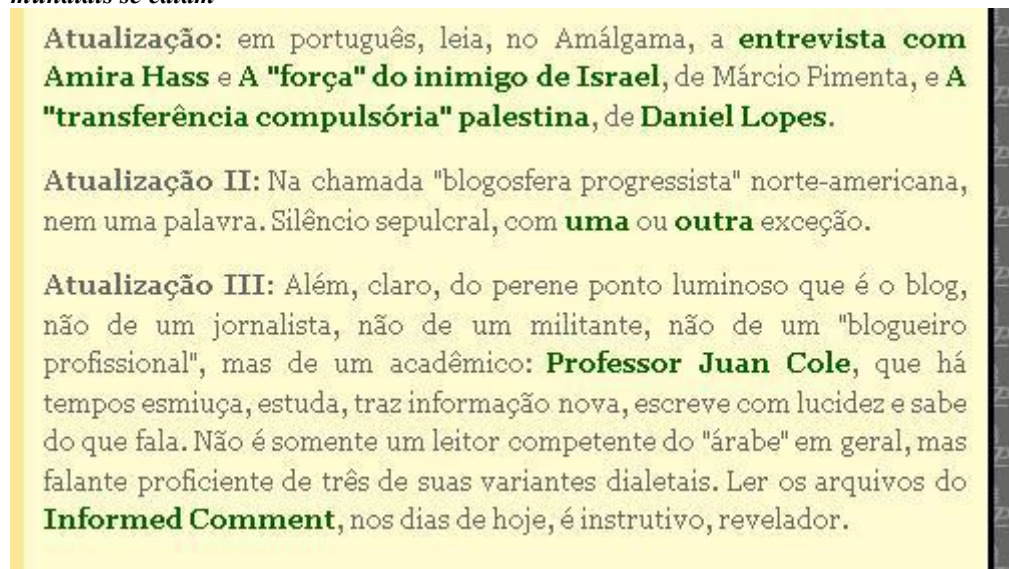 mundiais se calam
Atualização: em português, leia, no Amálgama, a entrevista com
Amira Hass e A "força" do inimigo de Israel, de Márcio Pimenta, e A
"transferência compulsória" palestina, de Daniel Lopes.
Atualização II: Na chamada "blogosfera progressista" norte-americana,
nem uma palavra. Silêncio sepulcral, com uma ou outra exceção.
Atualização III: Além, claro, do perene ponto luminoso que é o blog,
não de um jornalista, não de um militante, não de um "blogueiro
profissional", mas de um acadêmico: Professor Juan Cole, que há
tempos esmiuça, estuda, traz informação nova, escreve com lucidez e sabe
do que fala. Não é somente um leitor competente do "árabe" em geral, mas
falante proficiente de três de suas variantes dialetais. Ler os arquivos do
Informed Comment, nos dias de hoje, é instrutivo, revelador.